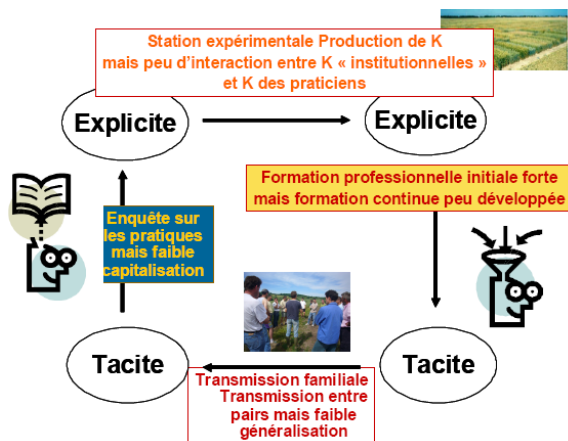 Station expérimentale Production de K
mais peu d'interaction entre K « institutionnelles »
et K des praticiens
Explicite
Explicite
Formation professionnelle initiale forte
mais formation continue peu développée
Enquête sur
les pratiques
mais faible
capitalisation
Tacite
Tacite
Transmission familiale
Transmission entre
pairs mais faible
généralisation